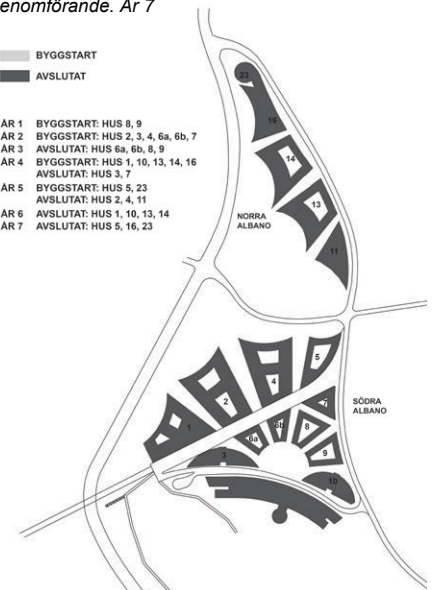 enomförande. År 7
BYGGSTART
AVSLUTAT
ÅR 1 BYGGSTART: HUS 8, 9
ÅR 2 BYGGSTART: HUS 2, 3, 4, 6a, 6b, 7
ÅR 3 AVSLUTAT: HUS 6a, 6b, 8, 9
ÅR 4 BYGGSTART: HUS 1, 10, 13, 14, 16
AVSLUTAT: HUS 3, 7
ÅR 5 BYGGSTART: HUS 5, 23
AVSLUTAT: HUS 2, 4, 11
ÅR 6 AVSLUTAT: HUS 1, 10, 13, 14
ÅR 7 AVSLUTAT: HUS 5, 16, 23
23
16
14
13
NORRA
ALBANO
11
5
4
2
7
SÖDRA
ALBANO
1
6b
8
6a
3
9
10